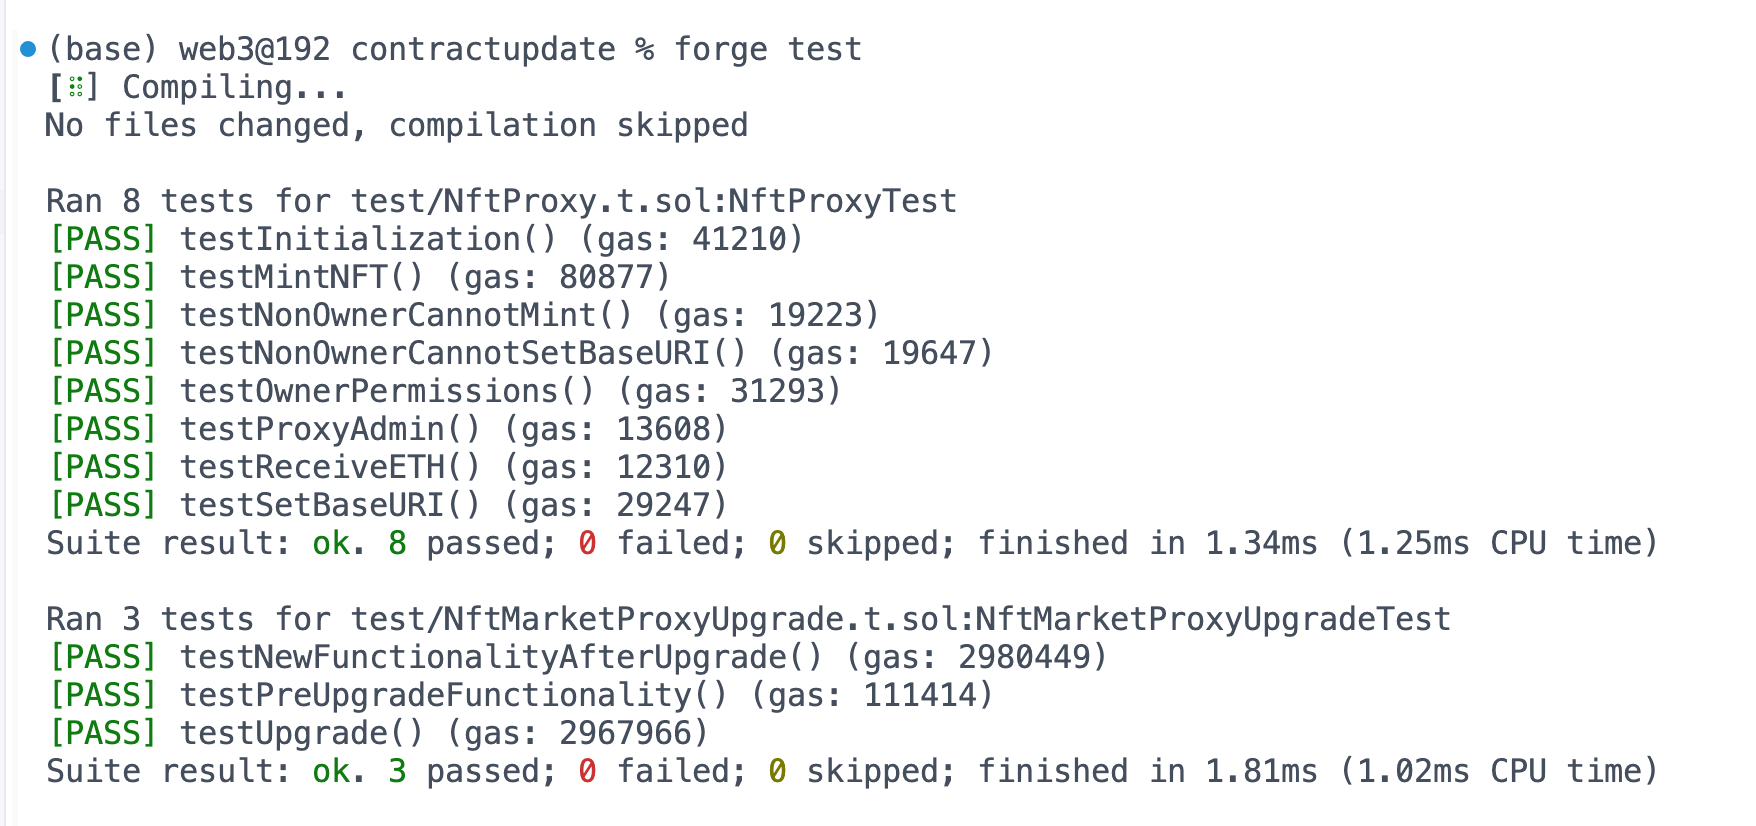 (base) web3@192 contractupdate % forge test
[⠿] Compiling...
No files changed, compilation skipped
Ran 8 tests for test/NftProxy.t.sol:NftProxyTest
[PASS] testInitialization() (gas: 41210)
[PASS] testMintNFT() (gas: 80877)
[PASS] testNonOwnerCannotMint() (gas: 19223)
[PASS] testNonOwnerCannotSetBaseURI() (gas: 19647)
[PASS] testOwnerPermissions() (gas: 31293)
[PASS] testProxyAdmin() (gas: 13608)
[PASS] testReceiveETH() (gas: 12310)
[PASS] testSetBaseURI() (gas: 29247)
Suite result: ok. 8 passed; 0 failed; 0 skipped; finished in 1.34ms (1.25ms CPU time)
Ran 3 tests for test/NftMarketProxyUpgrade.t.sol:NftMarketProxyUpgradeTest
[PASS] testNewFunctionalityAfterUpgrade() (gas: 2980449)
[PASS] testPreUpgradeFunctionality() (gas: 111414)
[PASS] testUpgrade() (gas: 2967966)
Suite result: ok. 3 passed; 0 failed; 0 skipped; finished in 1.81ms (1.02ms CPU time)